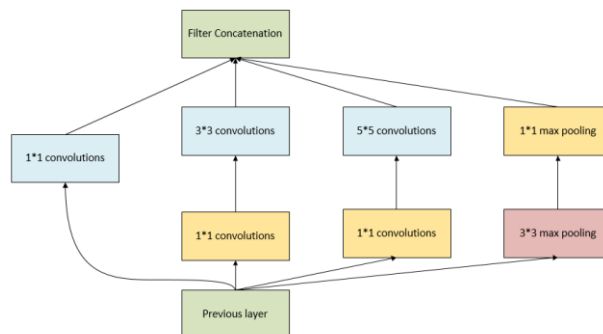 Filter Concatenation
3*3 convolutions
5*5 convolutions
1*1 max pooling
1*1 convolutions
1*1 convolutions
1*1 convolutions
3*3 max pooling
Previous layer